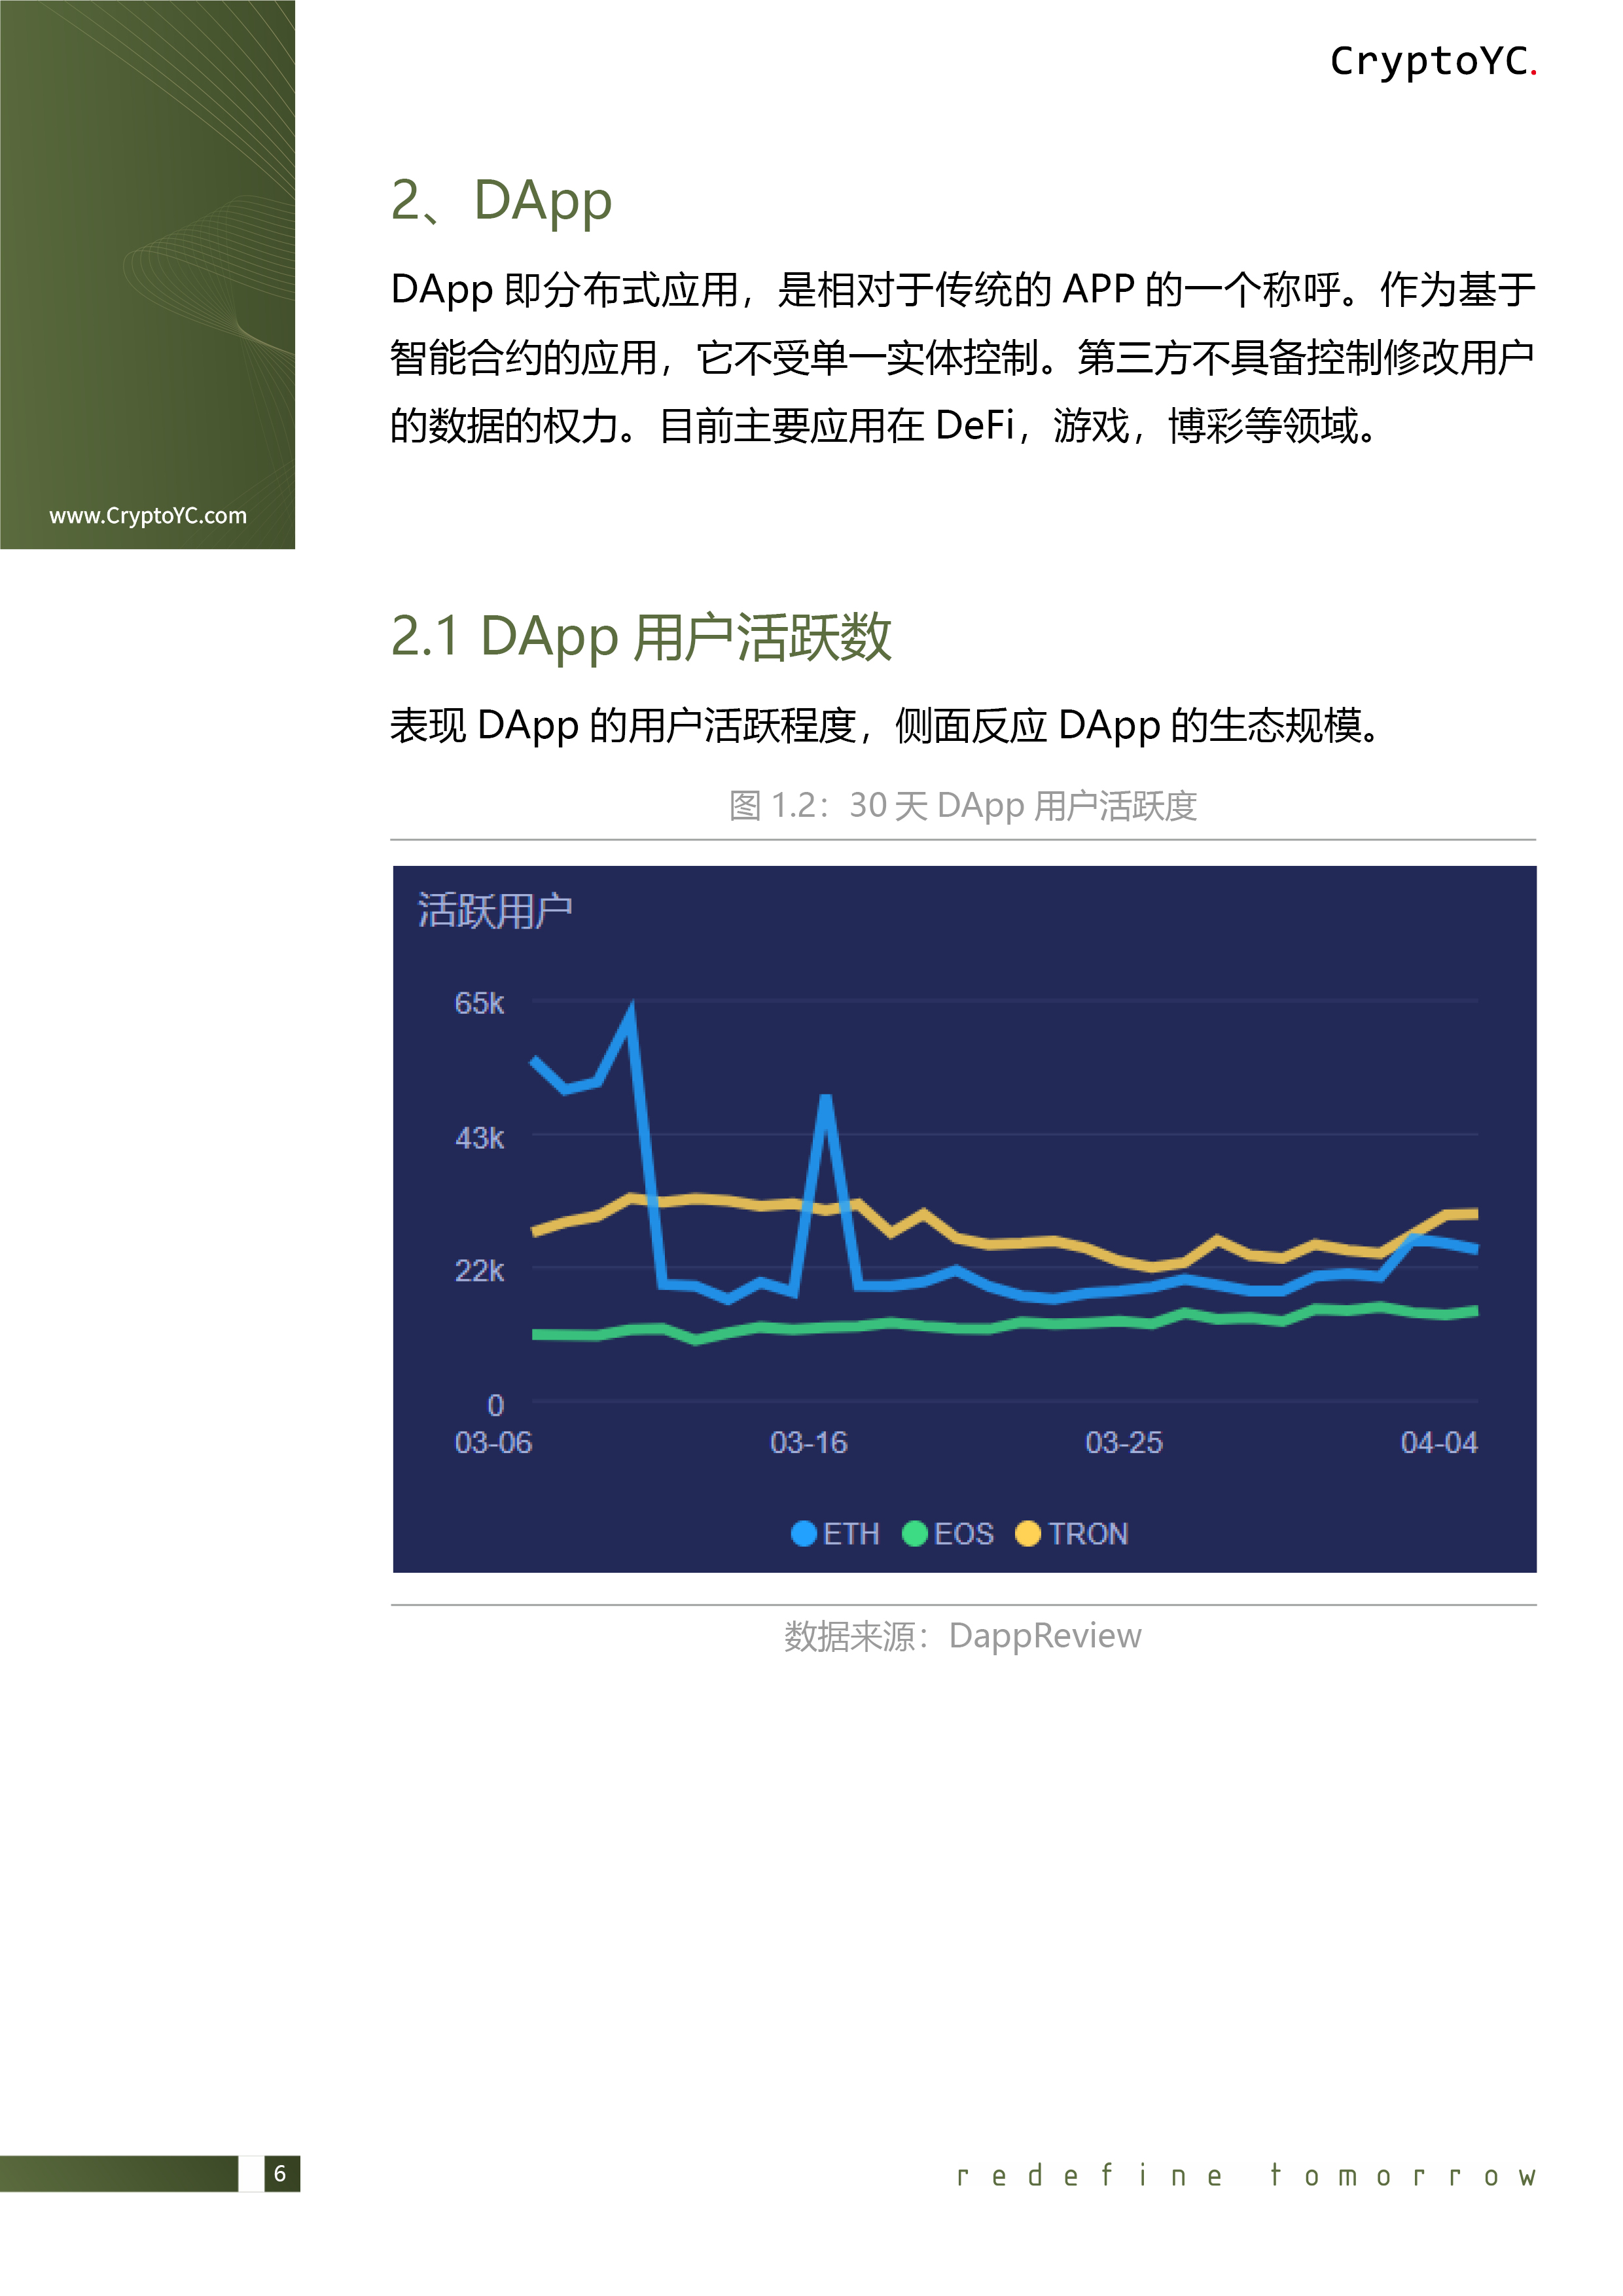 CryptoYC.
www.CryptoYC.com
2、DApp
DApp 即分布式应用，是相对于传统的 APP 的一个称呼。作为基于
智能合约的应用，它不受单一实体控制。第三方不具备控制修改用户
的数据的权力。目前主要应用在 DeFi，游戏，博彩等领域。
2.1 DApp 用户活跃数
表现 DApp 的用户活跃程度，侧面反应 DApp 的生态规模。
图 1.2：30 天 DApp 用户活跃度
活跃用户
65k
43k
22k
0
03-06 03-16 03-25 04-04
ETH EOS TRON
数据来源：DappReview
6
redefine tomorrow